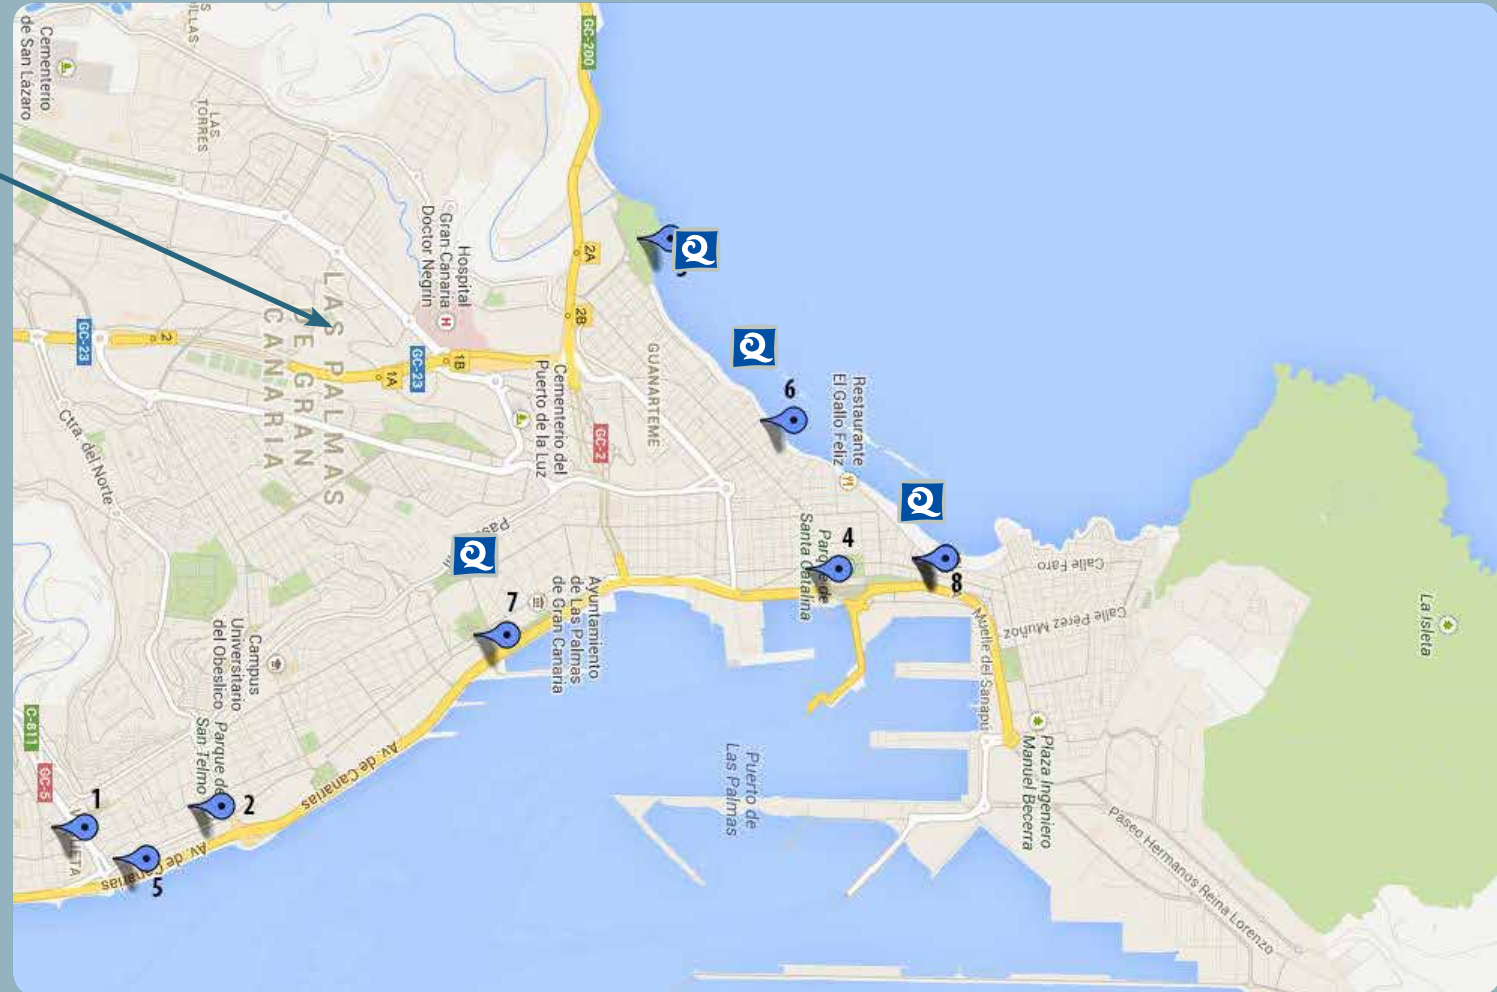 Cementerio
de San Lázaro
LAS
TORRES
GC-200
Hospital
Gran Canaria
Doctor Negrín
H
2A
2B
Q
Q
6
Restaurante
El Gallo Feliz
GUANARTEME
LAS PALMAS
DE GRAN
CANARIA
GC-23
2
1A
GC-23
1B
Cementerio del
Puerto de la Luz
GC-2
Ctra. del Norte
Q
Q
7
Ayuntamiento
de Las Palmas
de Gran Canaria
4
Parque de
Santa Catalina
8
Calle Faro
Calle Pérez Muñoz
Muelle del Sanapú
La Isleta
Plaza Ingeniero
Manuel Becerra
Paseo Hermanos Reina Lorenzo
Puerto de
Las Palmas
Campus
Universitario
del Obeslico
Parque de
San Telmo
Av. de Canarias
Av. de Canarias
C-811
GC-5
1
2
5